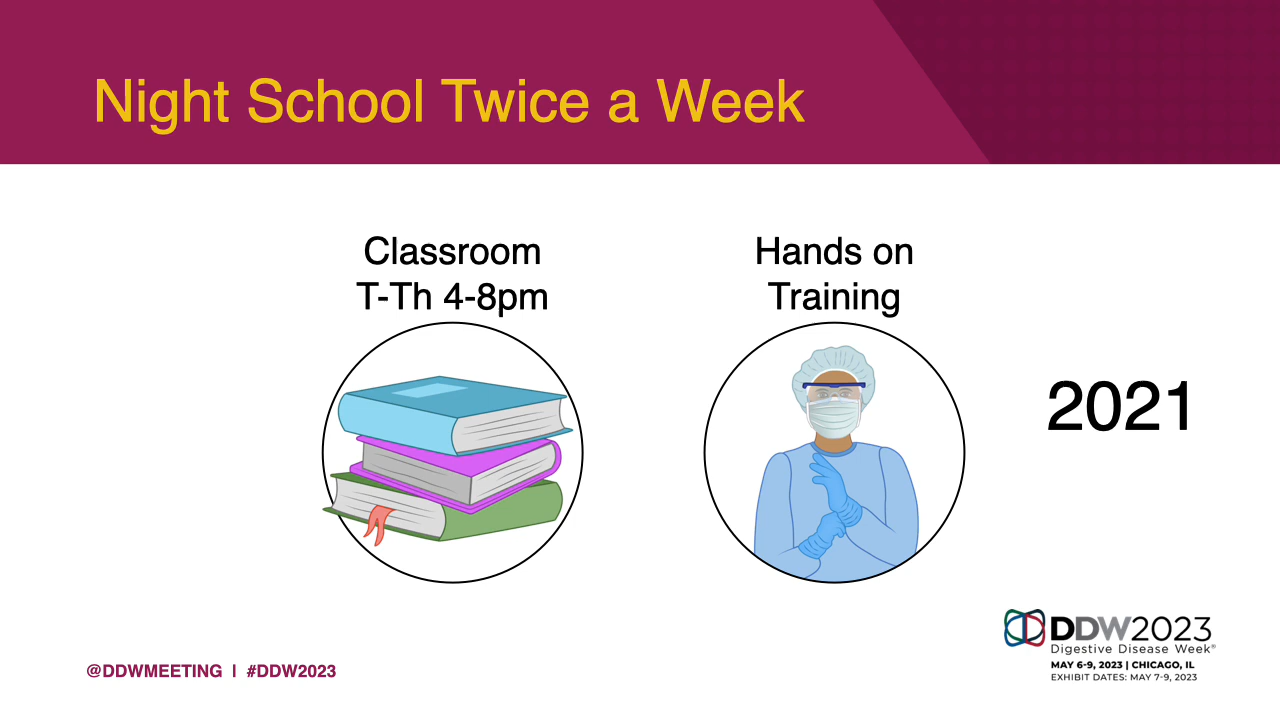 Night School Twice a Week
Classroom
T-Th 4-8pm
Hands on
Training
2021
@DDWMEETING | #DDW2023
DDW2023
Digestive Disease Week®
MAY 6-9, 2023 | CHICAGO, IL
EXHIBIT DATES: MAY 7-9, 2023